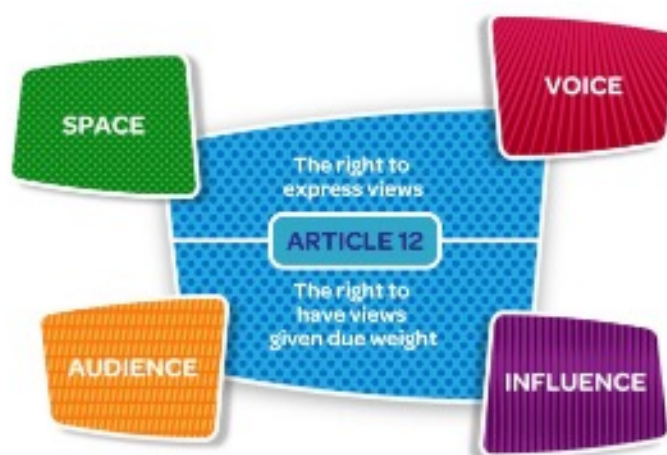 SPACE
VOICE
The right to
express views
ARTICLE 12
The right to
have views
given due weight
AUDIENCE
INFLUENCE